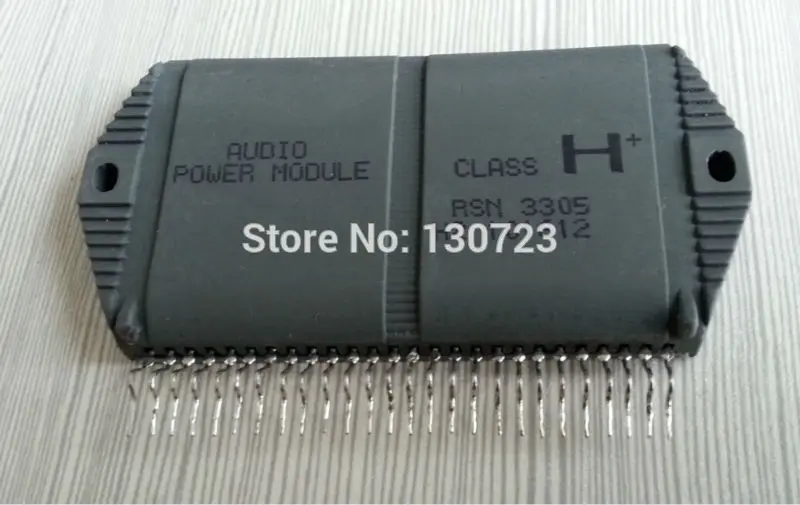 AUDIO
POWER MODULE
CLASS H+
RSN 3305
Store No: 130723